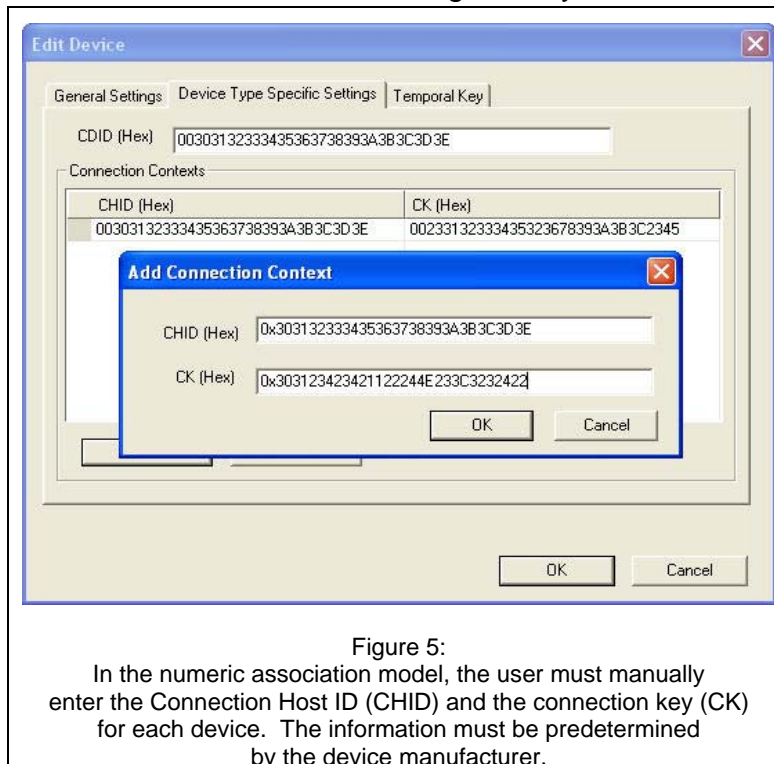 Edit Device
General Settings Device Type Specific Settings Temporal Key
CDID (Hex) 00303132333435363738393A3B3C3D3E
Connection Contexts
CHID (Hex) CK (Hex)
00303132333435363738393A3B3C3D3E 00233132333435323678393A3B3C2345
Add Connection Context
CHID (Hex) 0x303132333435363738393A3B3C3D3E
CK (Hex) 0x303123423421122244E233C3232422
OK Cancel
OK Cancel
Figure 5:
In the numeric association model, the user must manually
enter the Connection Host ID (CHID) and the connection key (CK)
for each device. The information must be predetermined
by the device manufacturer.